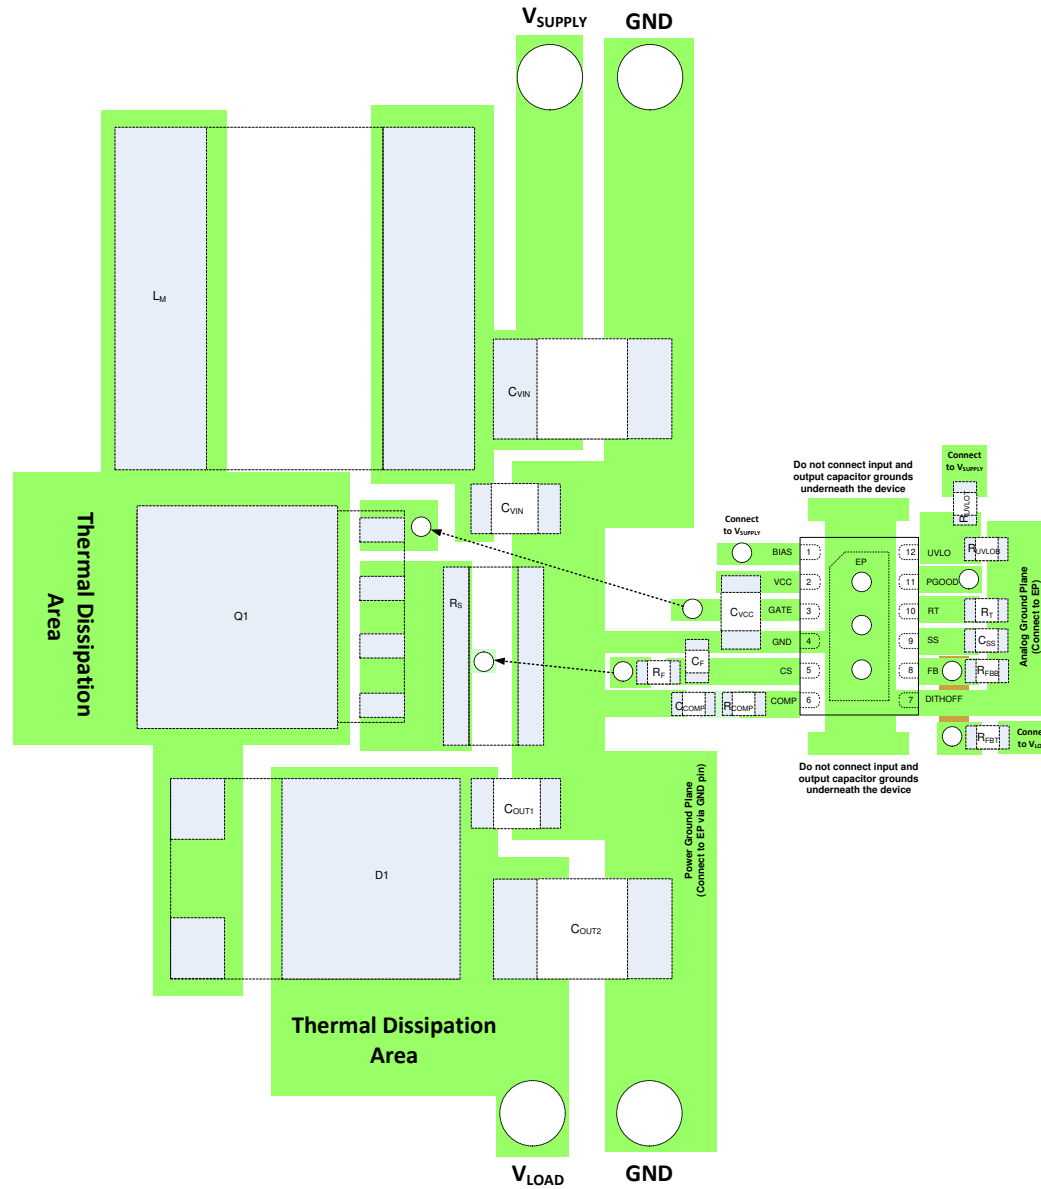 VSUPPLY
GND
LM
CVIN
CVIN
Thermal Dissipation
Area
Q1
RS
Do not connect input and
output capacitor grounds
underneath the device
Connect
to VSUPPLY
RUVLOT
Connect
to VSUPPLY
BIAS
1
EP
12
UVLO
RUVLOB
VCC
2
11
PGOOD
CVCC
GATE
3
10
RT
RT
GND
4
9
SS
CSS
CF
RF
CS
5
8
FB
RFBB
CCOMP
RCOMP
COMP
6
7
DITHOFF
Analog Ground Plane
(Connect to EP)
RFBT
to VLO
Do not connect input and
output capacitor grounds
underneath the device
COUT1
Power Ground Plane
(Connect to EP via GND pin)
D1
COUT2
Thermal Dissipation
Area
VLOAD
GND